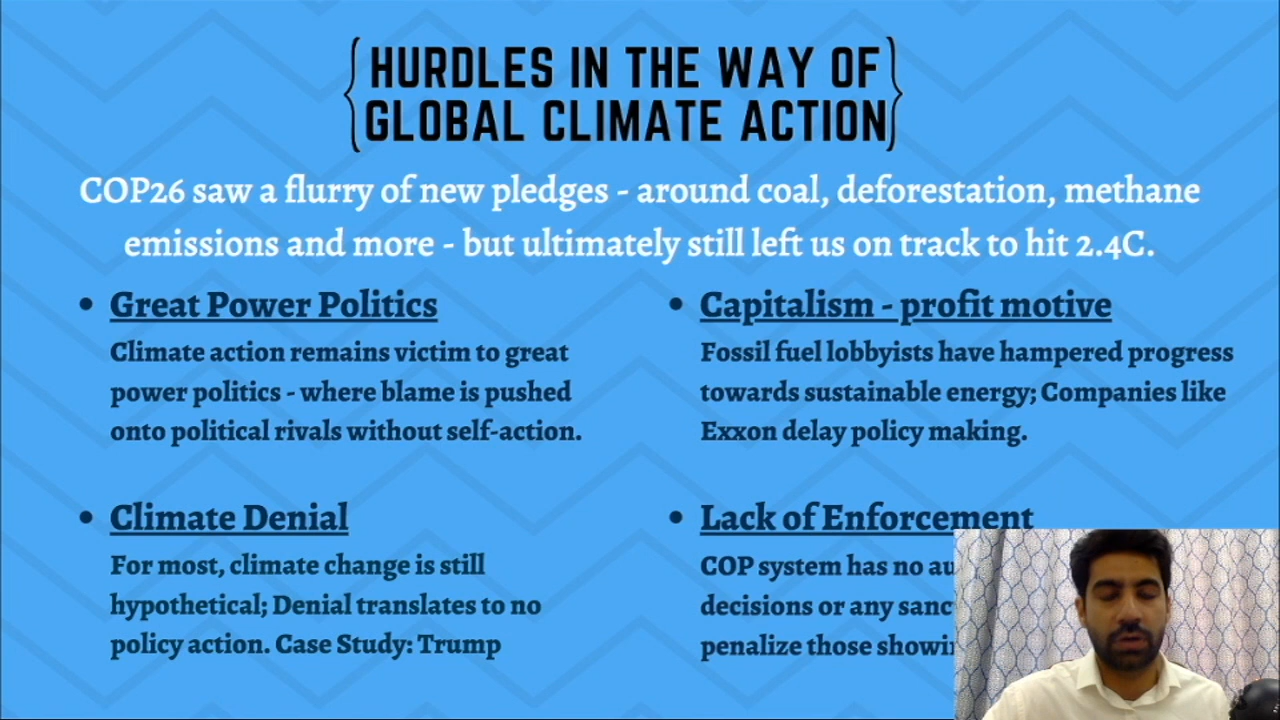 HURDLES IN THE WAY OF
GLOBAL CLIMATE ACTION
COP26 saw a flurry of new pledges - around coal, deforestation, methane
emissions and more - but ultimately still left us on track to hit 2.4C.
• Great Power Politics
Climate action remains victim to great
power politics - where blame is pushed
onto political rivals without self-action.
• Climate Denial
For most, climate change is still
hypothetical; Denial translates to no
policy action. Case Study: Trump
• Capitalism - profit motive
Fossil fuel lobbyists have hampered progress
towards sustainable energy; Companies like
Exxon delay policy making.
• Lack of Enforcement
COP system has no
decisions or any
penalize those